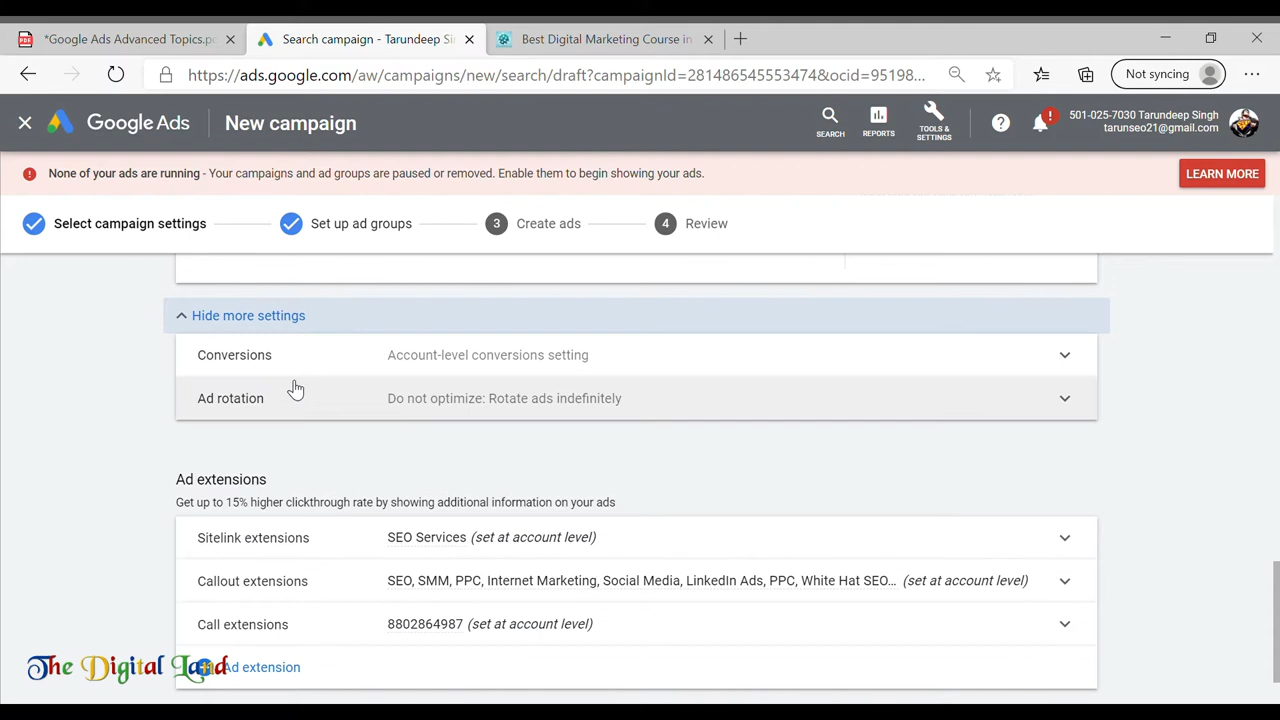 *Google Ads Advanced Topics.pd
Search campaign - Tarundeep Si
Best Digital Marketing Course in
https://ads.google.com/aw/campaigns/new/search/draft?campaignId=281486545553474&ocid=95198...
Not syncing
Google Ads
New campaign
SEARCH
REPORTS
TOOLS & SETTINGS
501-025-7030 Tarundeep Singh
tarunseo21@gmail.com
None of your ads are running - Your campaigns and ad groups are paused or removed. Enable them to begin showing your ads.
LEARN MORE
Select campaign settings
Set up ad groups
3 Create ads
4 Review
Hide more settings
Conversions Account-level conversions setting
Ad rotation Do not optimize: Rotate ads indefinitely
Ad extensions
Get up to 15% higher clickthrough rate by showing additional information on your ads
Sitelink extensions SEO Services (set at account level)
Callout extensions SEO, SMM, PPC, Internet Marketing, Social Media, LinkedIn Ads, PPC, White Hat SEO... (set at account level)
Call extensions 8802864987 (set at account level)
The Digital Land
Ad extension